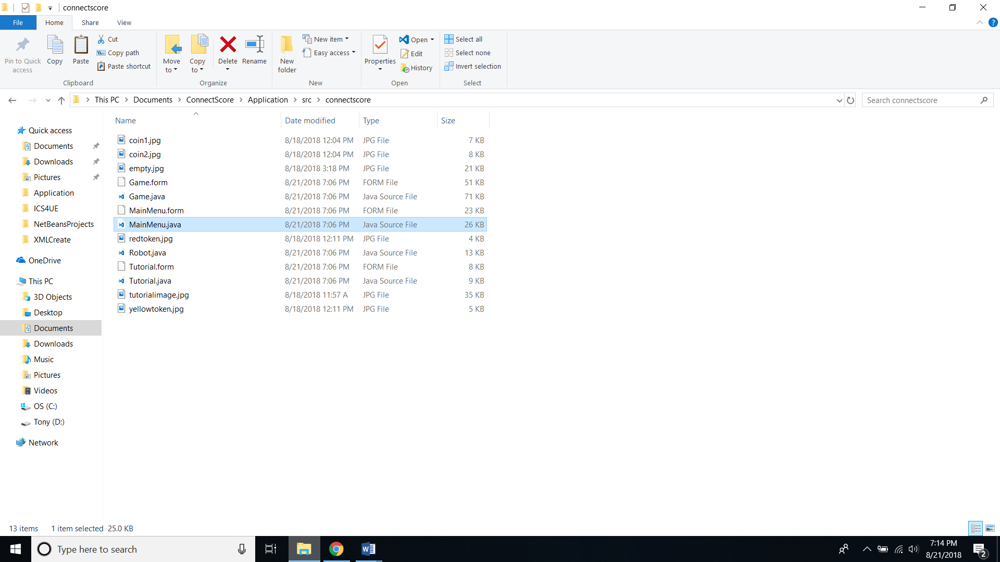 connectscore
File Home Share View
Pin to Quick access
Copy
Paste
Cut
Copy path
Paste shortcut
Clipboard
Move to
Copy to
Delete
Rename
Organize
New folder
New item
Easy access
New
Properties
Open
Edit
History
Open
Select all
Select none
Invert selection
Select
This PC Documents ConnectScore Application src connectscore
Search connectscore
Quick access
Documents
Downloads
Pictures
Application
ICS4UE
NetBeansProjects
XMLCreate
OneDrive
This PC
3D Objects
Desktop
Documents
Downloads
Music
Pictures
Videos
OS (C:)
Tony (D:)
Network
Name Date modified Type Size
coin1.jpg 8/18/2018 12:04 PM JPG File 7 KB
coin2.jpg 8/18/2018 12:04 PM JPG File 8 KB
empty.jpg 8/18/2018 3:18 PM JPG File 21 KB
Game.form 8/21/2018 7:06 PM FORM File 51 KB
Game.java 8/21/2018 7:06 PM Java Source File 71 KB
MainMenu.form 8/21/2018 7:06 PM FORM File 23 KB
MainMenu.java 8/21/2018 7:06 PM Java Source File 26 KB
redtoken.jpg 8/18/2018 12:11 PM JPG File 4 KB
Robot.java 8/21/2018 7:06 PM Java Source File 13 KB
Tutorial.form 8/21/2018 7:06 PM FORM File 8 KB
Tutorial.java 8/21/2018 7:06 PM Java Source File 9 KB
tutorialimage.jpg 8/18/2018 11:57 A JPG File 35 KB
yellowtoken.jpg 8/18/2018 12:11 PM JPG File 5 KB
13 items 1 item selected 25.0 KB
Type here to search
7:14 PM
8/21/2018
2